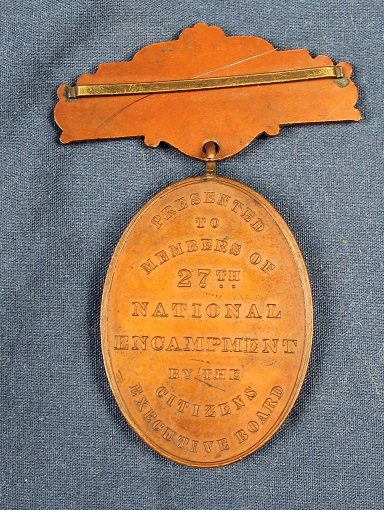 PRESENTED
TO
MEMBERS OF
27TH
NATIONAL
ENCAMPMENT
BY THE
CITIZENS
EXECUTIVE BOARD